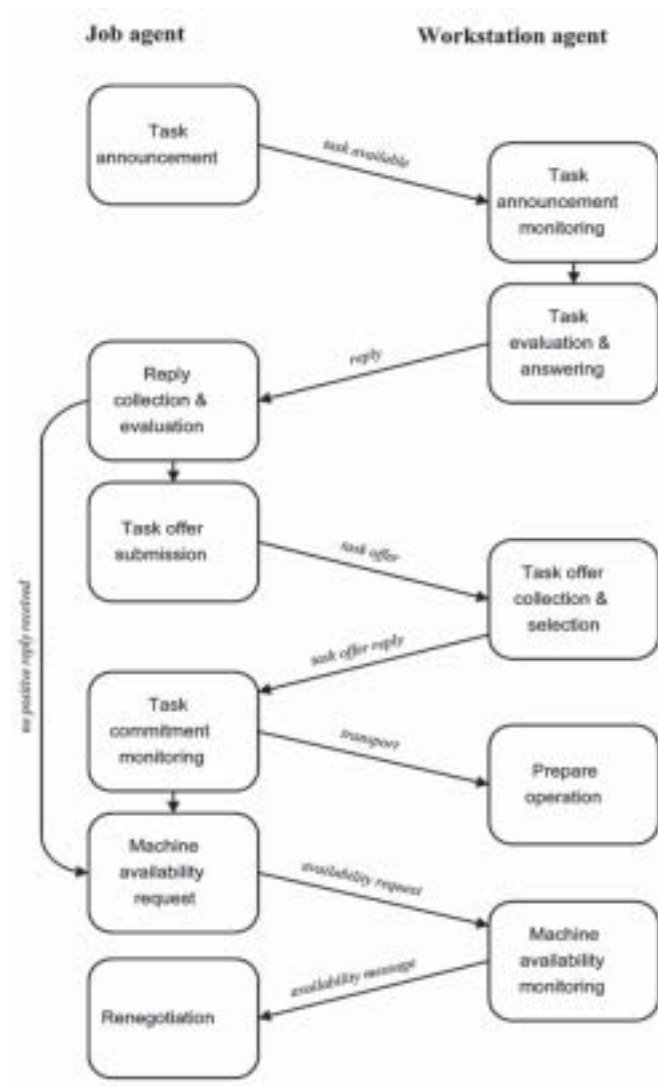 Job agent
Workstation agent
Task
announcement
task available
Task
announcement
monitoring
Task
evaluation &
answering
reply
Reply
collection &
evaluation
Task offer
submission
task offer
Task offer
collection &
selection
task offer reply
no positive reply received
Task
commitment
monitoring
transport
Prepare
operation
Machine
availability
request
availability request
Machine
availability
monitoring
availability message
Renegotiation